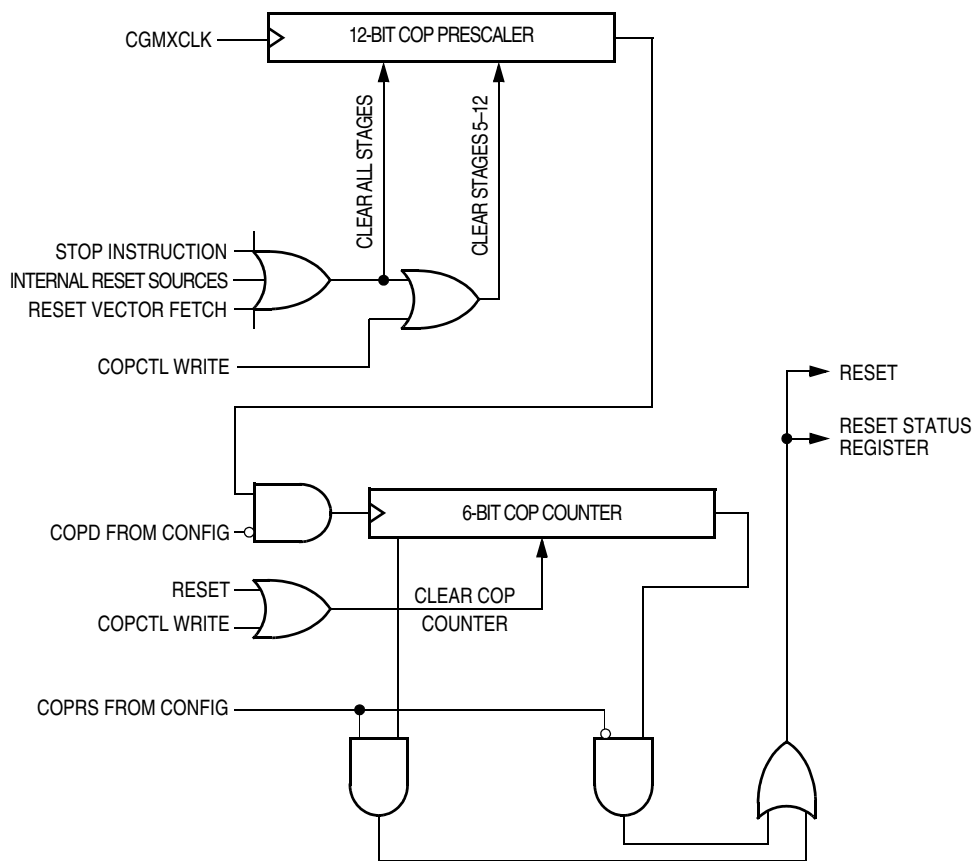 12-BIT COP PRESCALER
CGMXCLK
CLEAR ALL STAGES
CLEAR STAGES 5–12
STOP INSTRUCTION
INTERNAL RESET SOURCES
RESET VECTOR FETCH
COPCTL WRITE
RESET
RESET STATUS
REGISTER
6-BIT COP COUNTER
COPD FROM CONFIG
RESET
CLEAR COP
COUNTER
COPCTL WRITE
COPRS FROM CONFIG